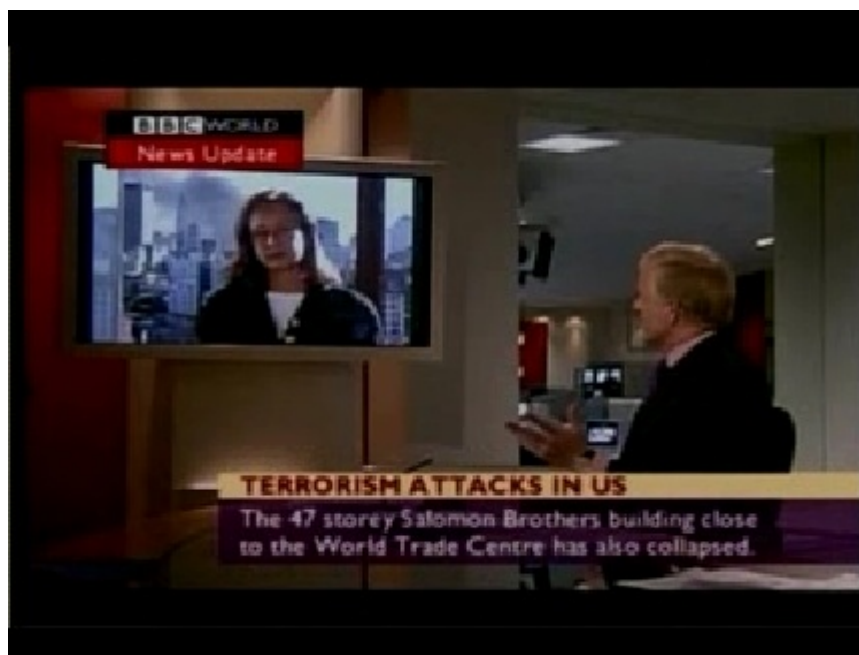 BBC WORLD
News Update
TERRORISM ATTACKS IN US
The 47 storey Salomon Brothers building close
to the World Trade Centre has also collapsed.